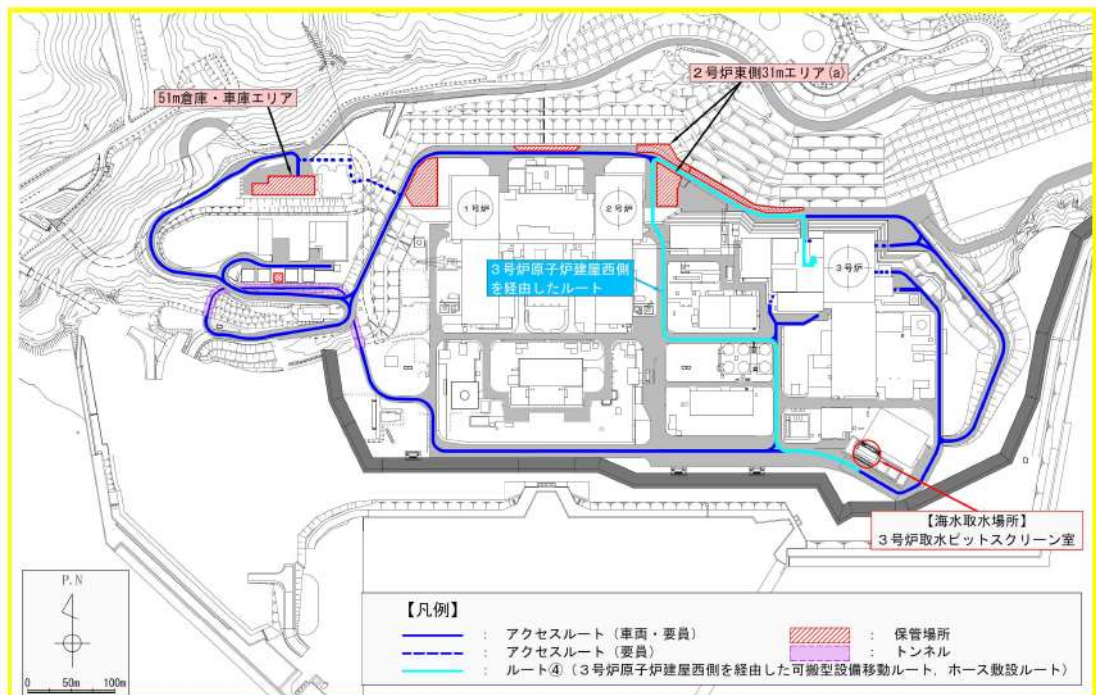 2号炉東側31mエリア(a)
51m倉庫・車庫エリア
1号炉
2号炉
3号炉
3号炉原子炉建屋西側
を経由したルート
【海水取水場所】
3号炉取水ピットスクリーン室
P.N
0 50m 100m
【凡例】
: アクセスルート (車両・要員)
: アクセスルート (要員)
: ルート④ (3号炉原子炉建屋西側を経由した可搬型設備移動ルート, ホース敷設ルート)
: 保管場所
: トンネル